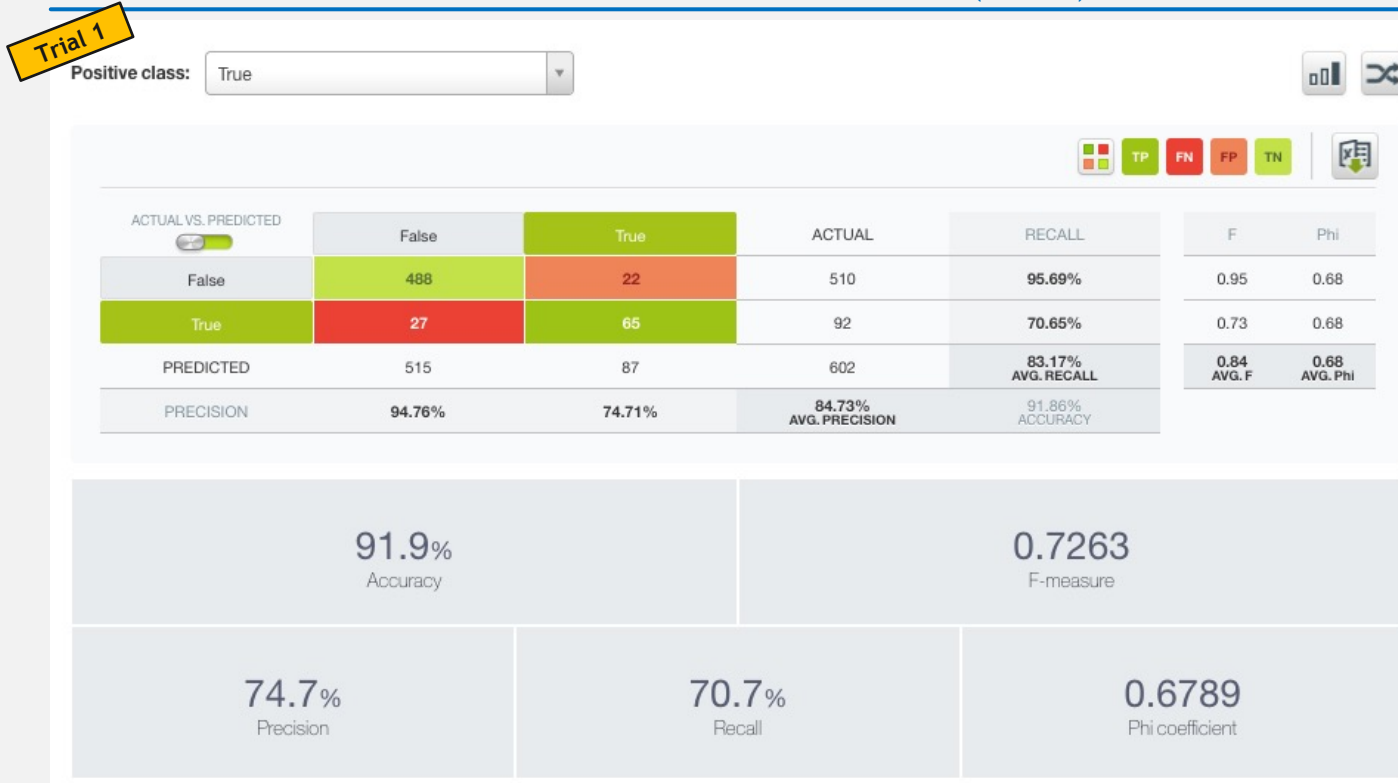 Trial 1
Positive class: True
TP FN FP TN
ACTUAL VS. PREDICTED False True ACTUAL RECALL F Phi
False 488 22 510 95.69% 0.95 0.68
True 27 65 92 70.65% 0.73 0.68
PREDICTED 515 87 602 83.17% 0.84 0.68
AVG. RECALL AVG. F AVG. Phi
PRECISION 94.76% 74.71% 84.73% 91.86%
AVG. PRECISION ACCURACY
91.9% 0.7263
Accuracy F-measure
74.7% 70.7% 0.6789
Precision Recall Phi coefficient